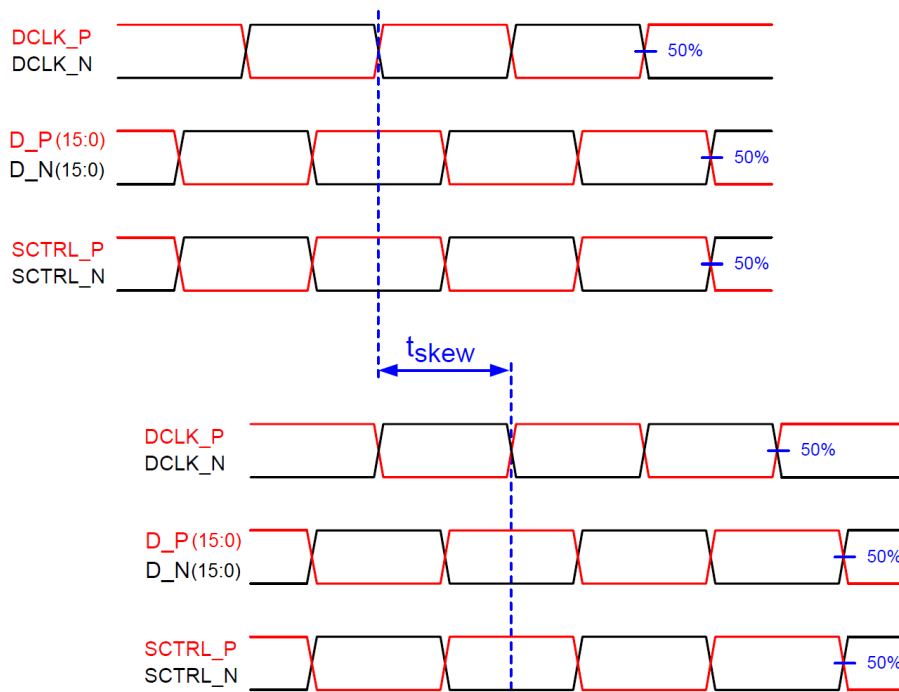 DCLK_P
DCLK_N
50%
D_P(15:0)
D_N(15:0)
50%
SCTRL_P
SCTRL_N
50%
tskew
DCLK_P
DCLK_N
50%
D_P(15:0)
D_N(15:0)
50%
SCTRL_P
SCTRL_N
50%